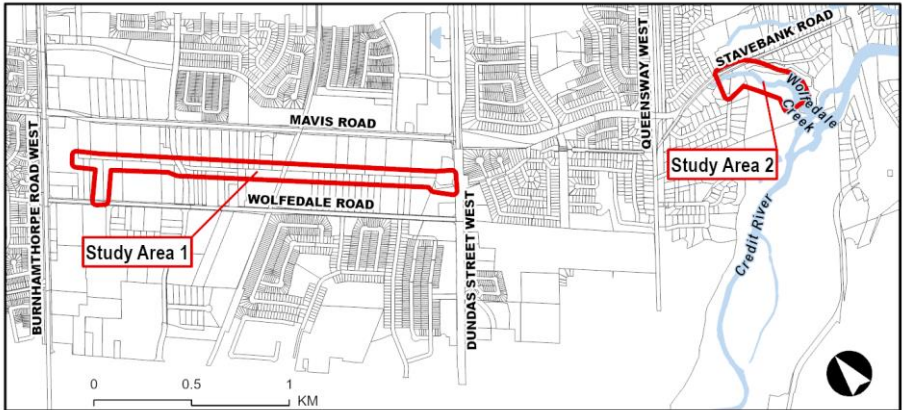 STAVEBANK ROAD
Wolfedale
Creek
MAVIS ROAD
QUEENSWAY WEST
BURNHAMTHORPE ROAD WEST
Study Area 2
WOLFEDALE ROAD
Study Area 1
DUNDAS STREET WEST
Credit River
0 0.5 1
KM